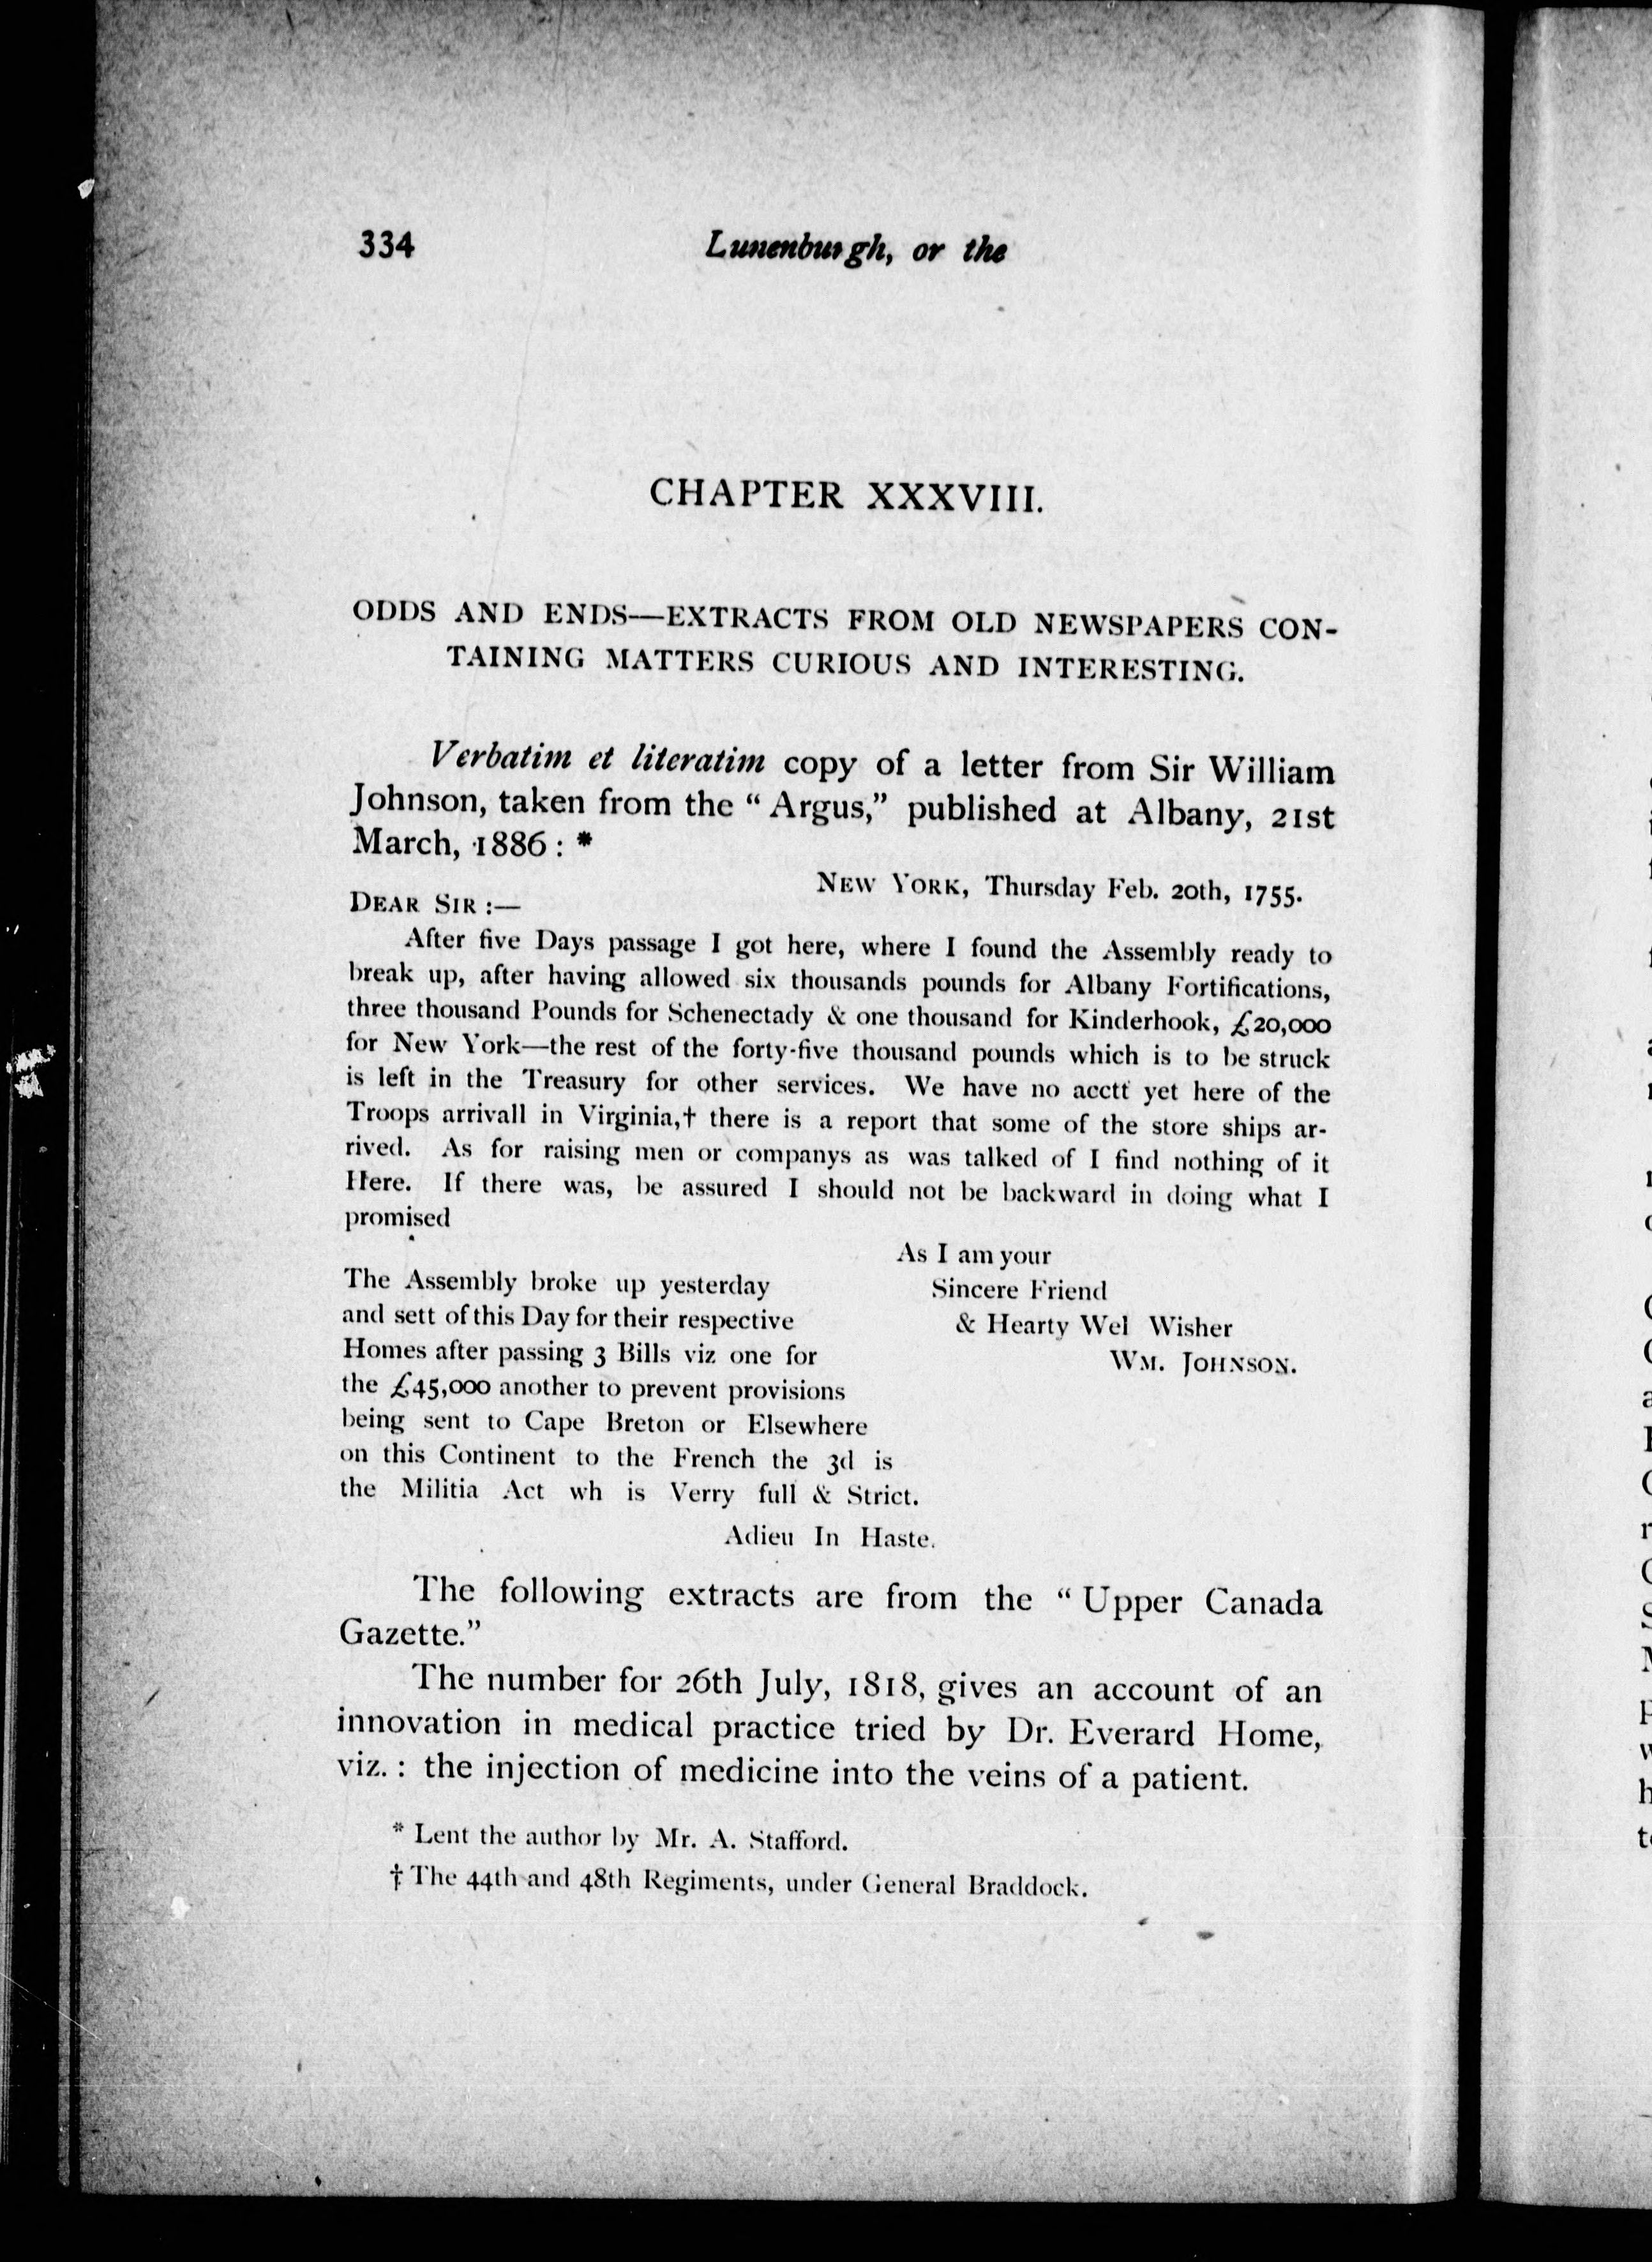 334 Lunenburgh, or the
CHAPTER XXXVIII.
ODDS AND ENDS—EXTRACTS FROM OLD NEWSPAPERS CON-
TAINING MATTERS CURIOUS AND INTERESTING.
Verbatim et literatim copy of a letter from Sir William
Johnson, taken from the “Argus,” published at Albany, 21st
March, 1886 : *
NEW YORK, Thursday Feb. 20th, 1755.
DEAR SIR :—
After five Days passage I got here, where I found the Assembly ready to
break up, after having allowed six thousands pounds for Albany Fortifications,
three thousand Pounds for Schenectady & one thousand for Kinderhook, £20,000
for New York—the rest of the forty-five thousand pounds which is to be struck
is left in the Treasury for other services. We have no acctt yet here of the
Troops arrivall in Virginia,† there is a report that some of the store ships ar-
rived. As for raising men or companys as was talked of I find nothing of it
Here. If there was, be assured I should not be backward in doing what I
promised
As I am your
Sincere Friend
& Hearty Wel Wisher
WM. JOHNSON.
The Assembly broke up yesterday
and sett of this Day for their respective
Homes after passing 3 Bills viz one for
the £45,000 another to prevent provisions
being sent to Cape Breton or Elsewhere
on this Continent to the French the 3d is
the Militia Act wh is Verry full & Strict.
Adieu In Haste.
The following extracts are from the “Upper Canada
Gazette.”
The number for 26th July, 1818, gives an account of an
innovation in medical practice tried by Dr. Everard Home,
viz. : the injection of medicine into the veins of a patient.
* Lent the author by Mr. A. Stafford.
† The 44th and 48th Regiments, under General Braddock.